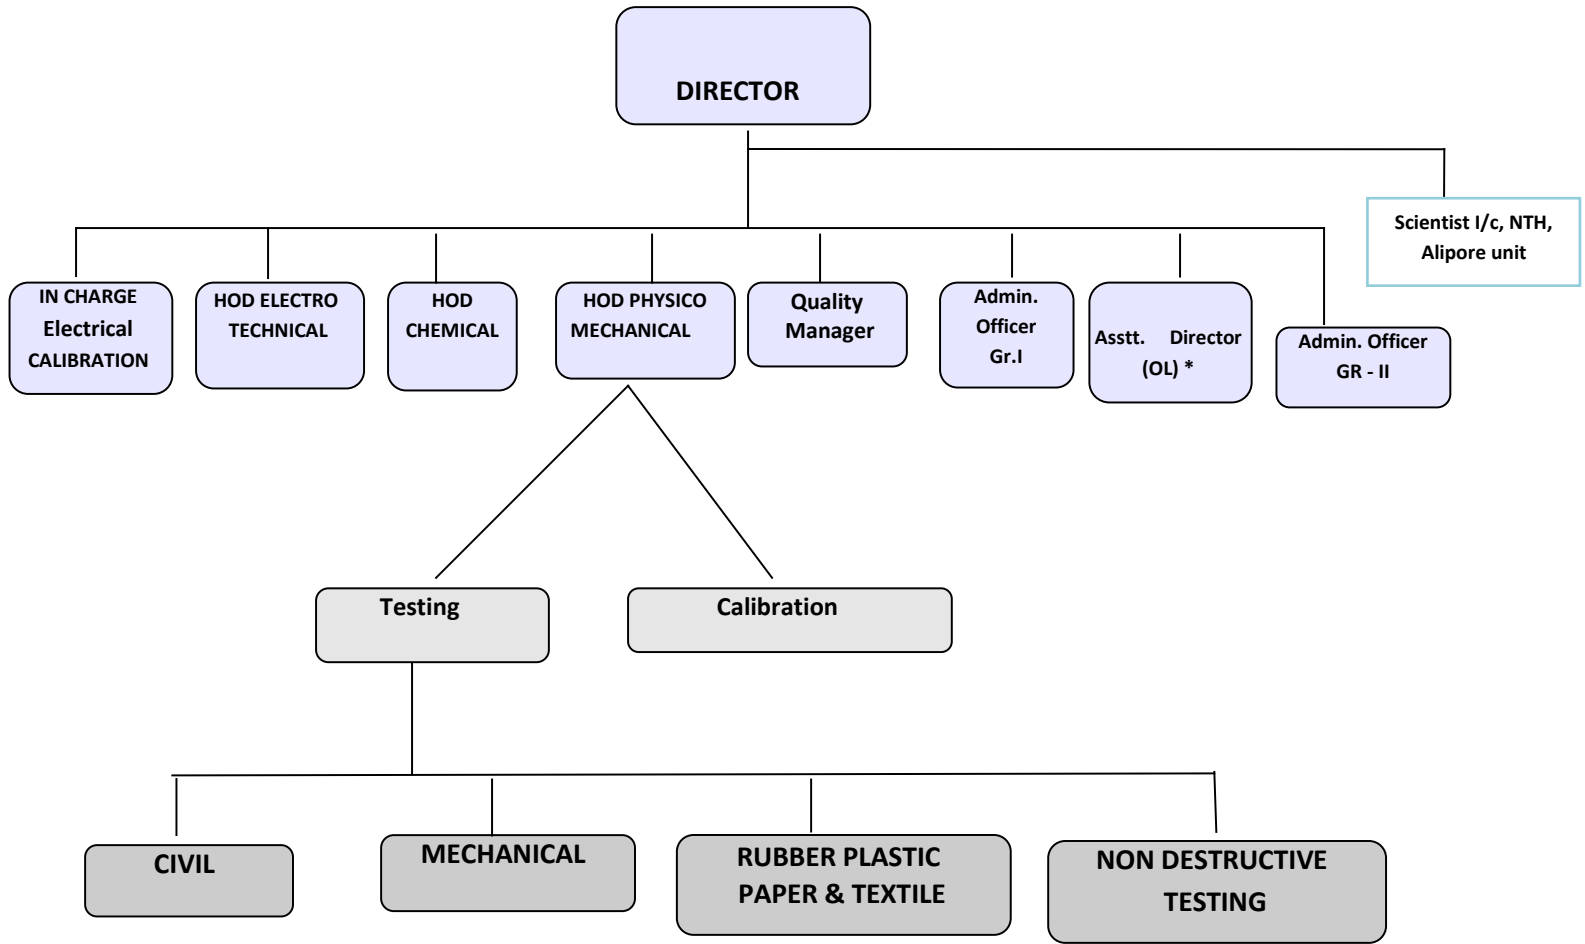 DIRECTOR
Scientist I/c, NTH,
Alipore unit
IN CHARGE
Electrical
CALIBRATION
HOD ELECTRO
TECHNICAL
HOD
CHEMICAL
HOD PHYSICO
MECHANICAL
Quality
Manager
Admin.
Officer
Gr.I
Asstt. Director
(OL) *
Admin. Officer
GR - II
Testing
Calibration
CIVIL
MECHANICAL
RUBBER PLASTIC
PAPER & TEXTILE
NON DESTRUCTIVE
TESTING